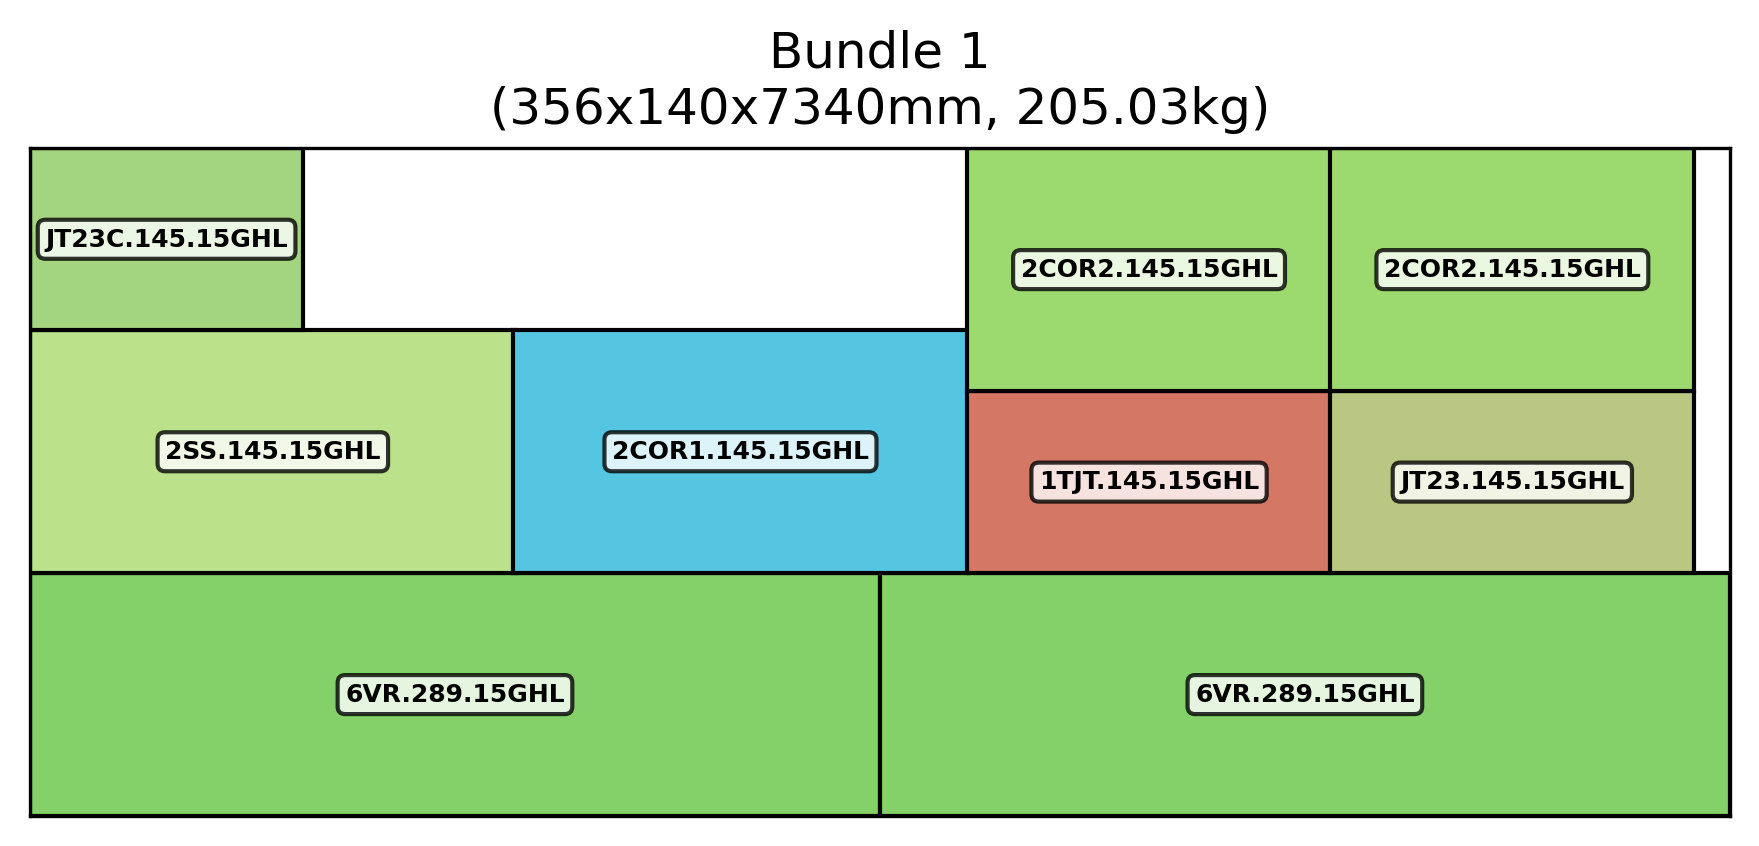 Bundle 1
(356x140x7340mm, 205.03kg)
JT23C.145.15GHL
2COR2.145.15GHL
2COR2.145.15GHL
2SS.145.15GHL
2COR1.145.15GHL
1TJT.145.15GHL
JT23.145.15GHL
6VR.289.15GHL
6VR.289.15GHL